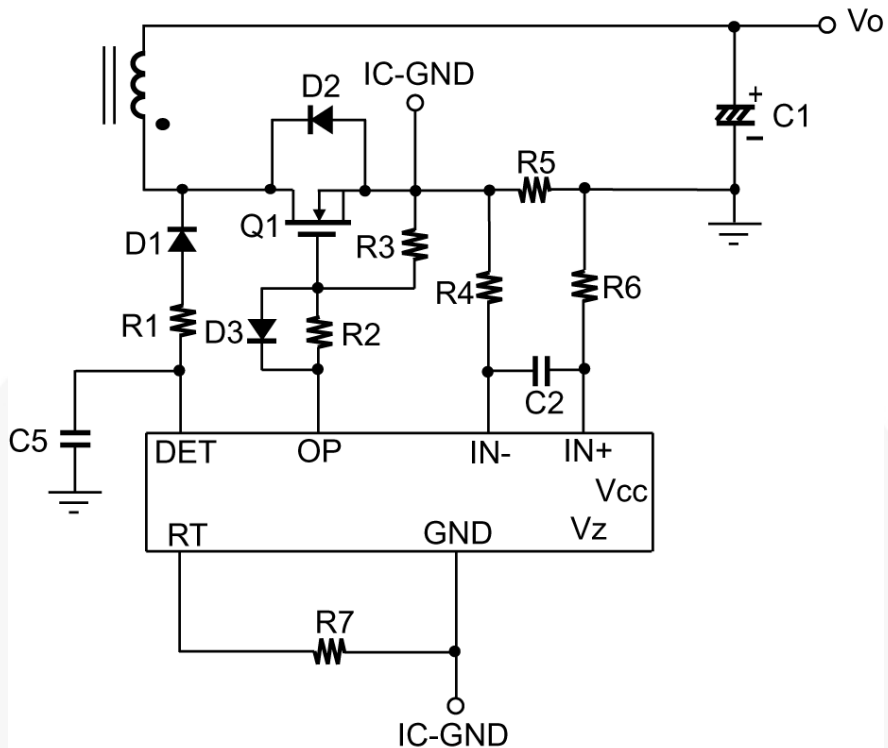 Vo
IC-GND
D2
+
C1
−
R5
Q1
D1
R3
R4
R6
R1
D3
R2
C2
C5
DET
OP
IN-
IN+
Vcc
Vz
RT
GND
R7
IC-GND